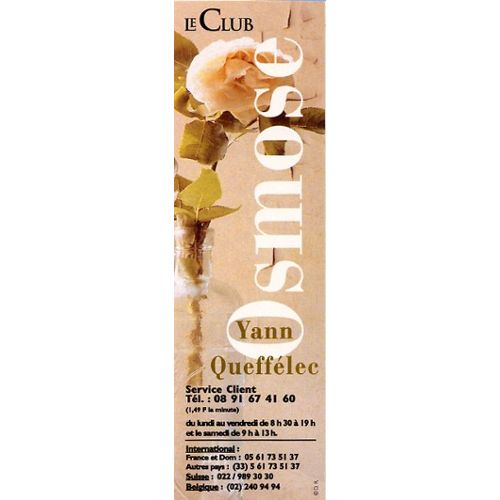 LE CLUB
Osmose
Yann
Queffélec
Service Client
Tél. : 08 91 67 41 60
(1,49 F la minute)
du lundi au vendredi de 8 h 30 à 19 h
et le samedi de 9 h à 13 h.
International :
France et Dom : 05 61 73 51 37
Autres pays : (33) 5 61 73 51 37
Suisse : 022 / 989 30 30
Belgique : (02) 240 94 94
© D. R.